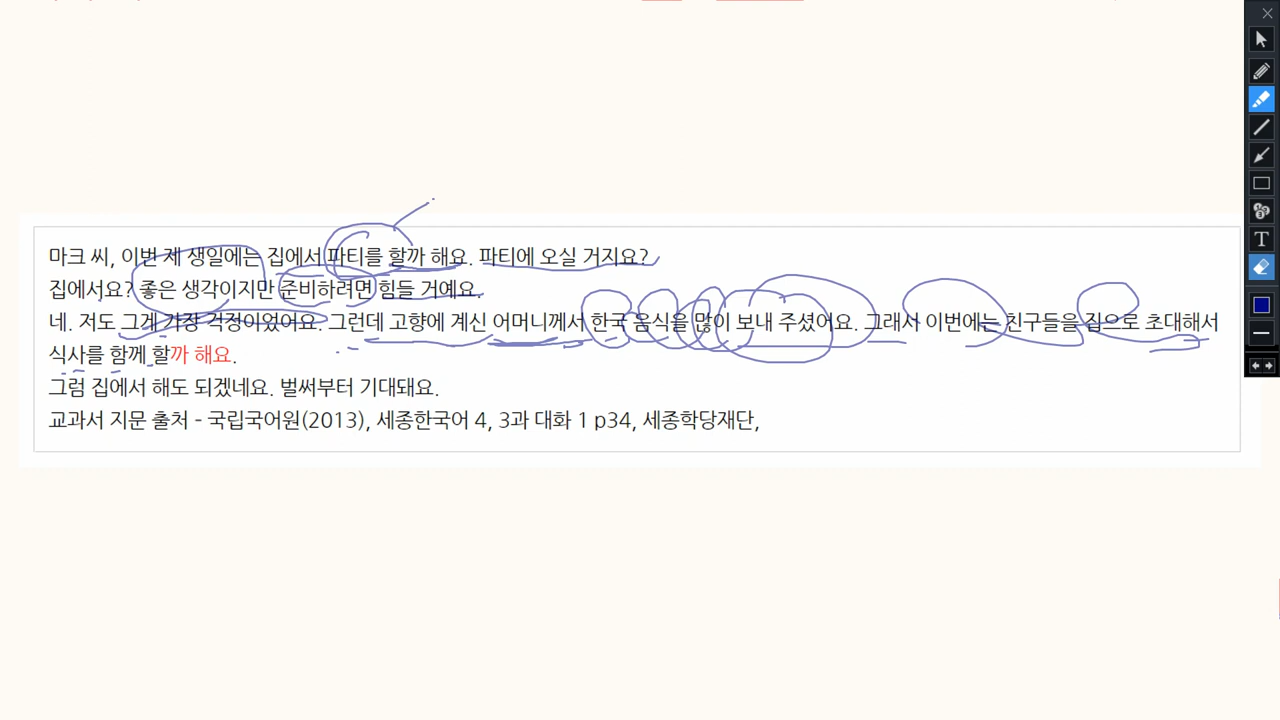 마크 씨, 이번 제 생일에는 집에서 파티를 할까 해요. 파티에 오실 거지요?
집에서요? 좋은 생각이지만 준비하려면 힘들 거예요.
네. 저도 그게 가장 걱정이었어요. 그런데 고향에 계신 어머니께서 한국 음식을 많이 보내 주셨어요. 그래서 이번에는 친구들을 집으로 초대해서
식사를 함께 할까 해요.
그럼 집에서 해도 되겠네요. 벌써부터 기대돼요.
교과서 지문 출처 - 국립국어원(2013), 세종한국어 4, 3과 대화 1 p34, 세종학당재단,